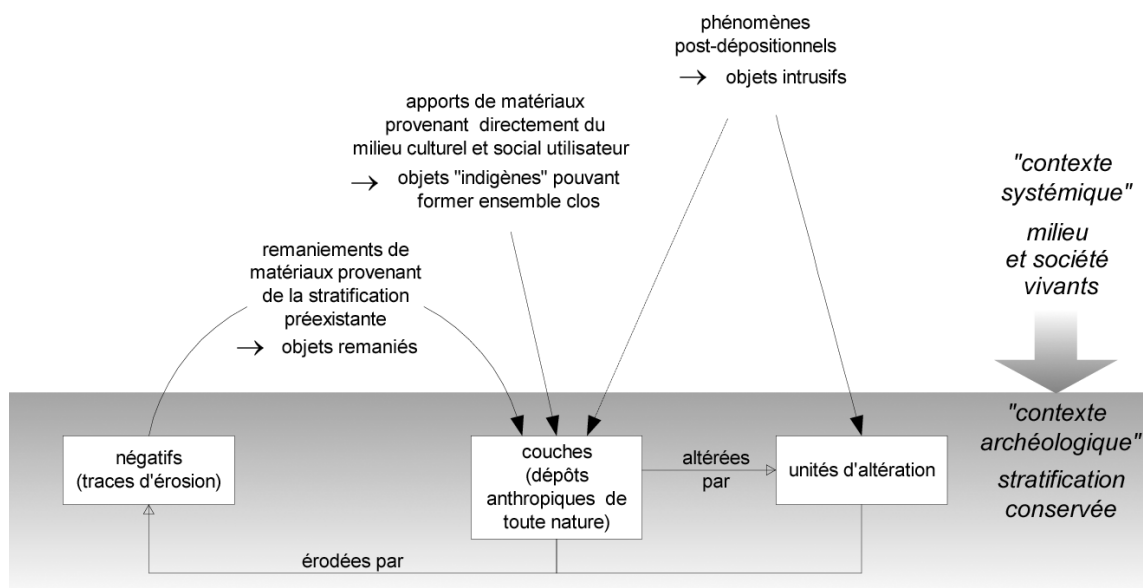 phénomènes
post-dépositionnels
→ objets intrusifs
apports de matériaux
provenant directement du
milieu culturel et social utilisateur
→ objets "indigènes" pouvant
former ensemble clos
remaniements de
matériaux provenant
de la stratification
préexistante
→ objets remaniés
"contexte
systémique"
milieu
et société
vivants
négatifs
(traces d'érosion)
couches
(dépôts
anthropiques de
toute nature)
altérées
par
unités d'altération
"contexte
archéologique"
stratification
conservée
érodées par